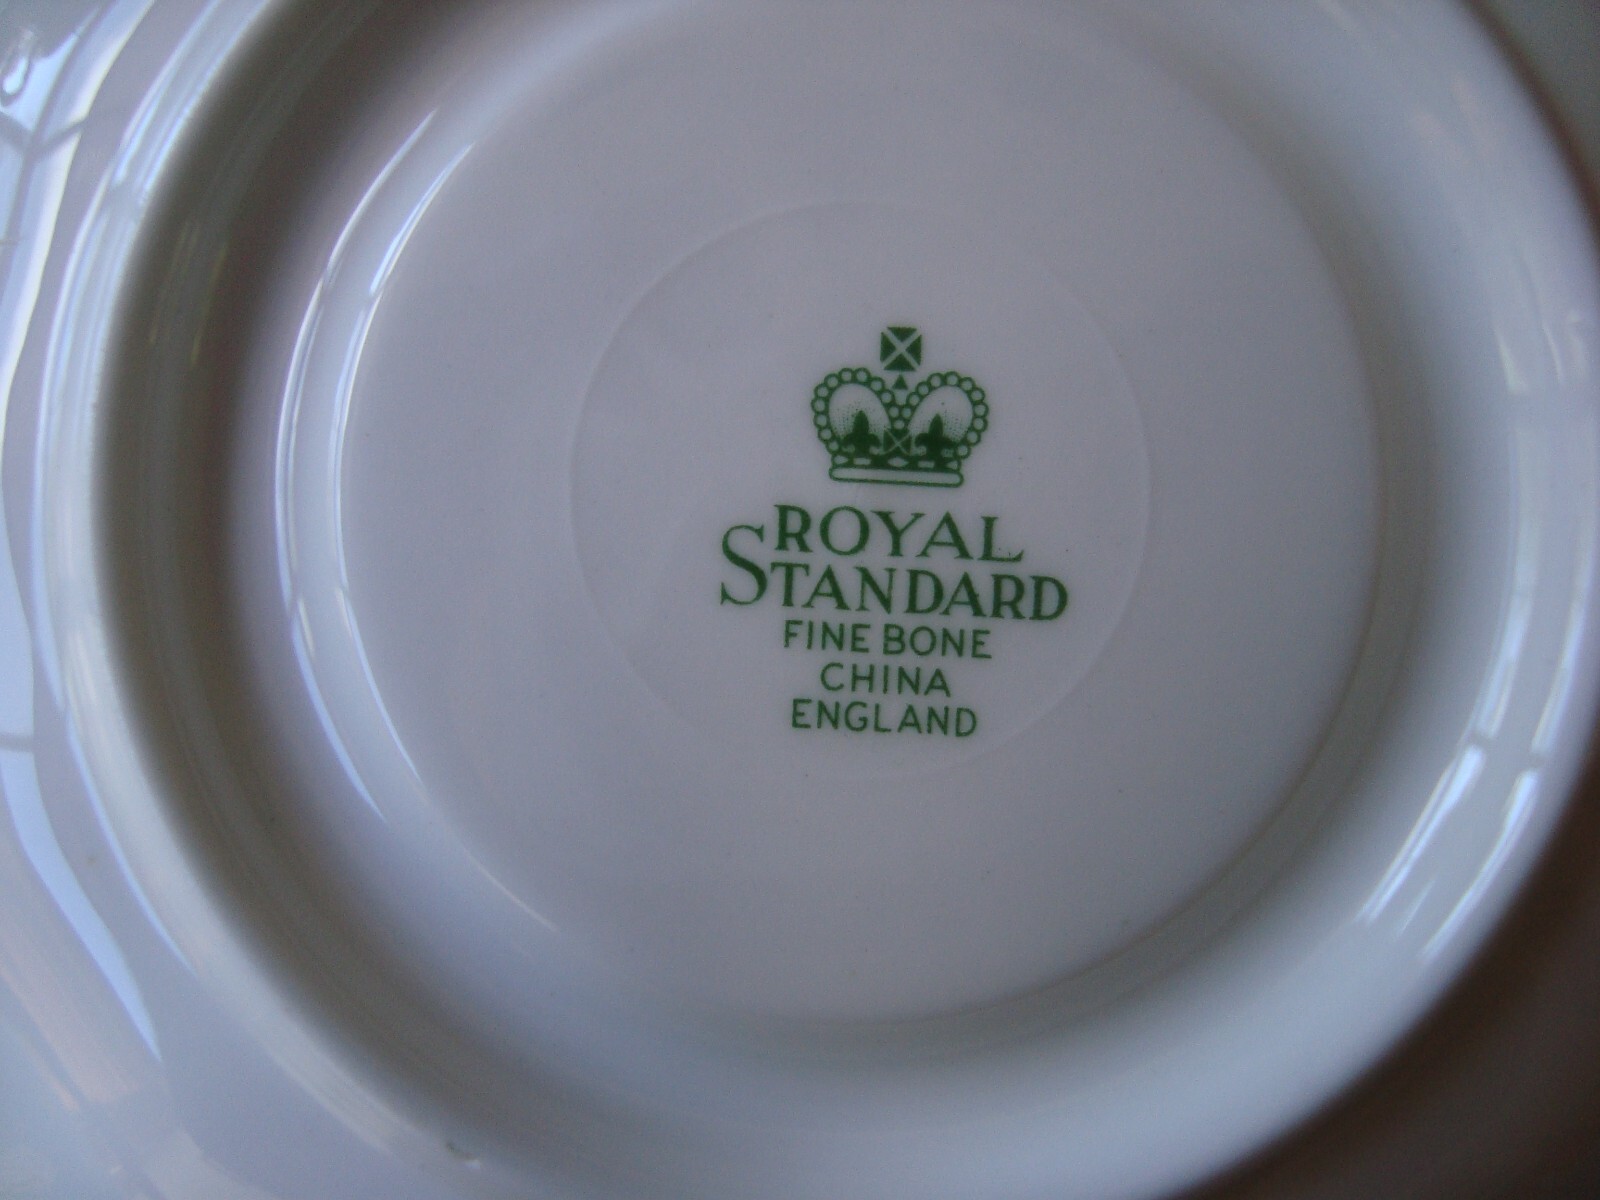 ROYAL
STANDARD
FINE BONE
CHINA
ENGLAND